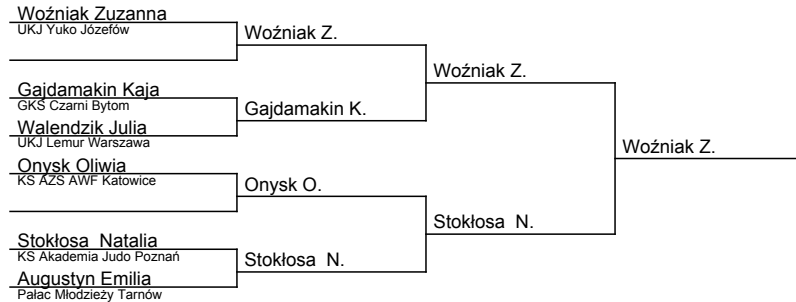 Woźniak Zuzanna
UKJ Yuko Józefów
Woźniak Z.
Woźniak Z.
Gajdamakin Kaja
GKS Czarni Bytom
Gajdamakin K.
Walendzik Julia
UKJ Lemur Warszawa
Woźniak Z.
Onysk Oliwia
KS AZS AWF Katowice
Onysk O.
Stokłosa N.
Stokłosa Natalia
KS Akademia Judo Poznań
Stokłosa N.
Augustyn Emilia
Pałac Młodzieży Tarnów